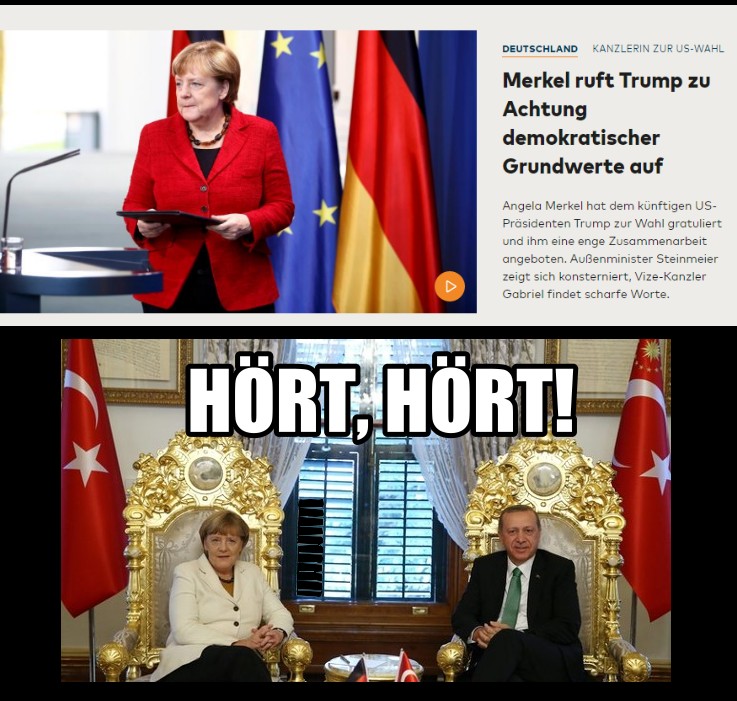 DEUTSCHLAND KANZLERIN ZUR US-WAHL
Merkel ruft Trump zu
Achtung
demokratischer
Grundwerte auf
Angela Merkel hat dem künftigen US-
Präsidenten Trump zur Wahl gratuliert
und ihm eine enge Zusammenarbeit
angeboten. Außenminister Steinmeier
zeigt sich konsterniert, Vize-Kanzler
Gabriel findet scharfe Worte.
HÖRT, HÖRT!